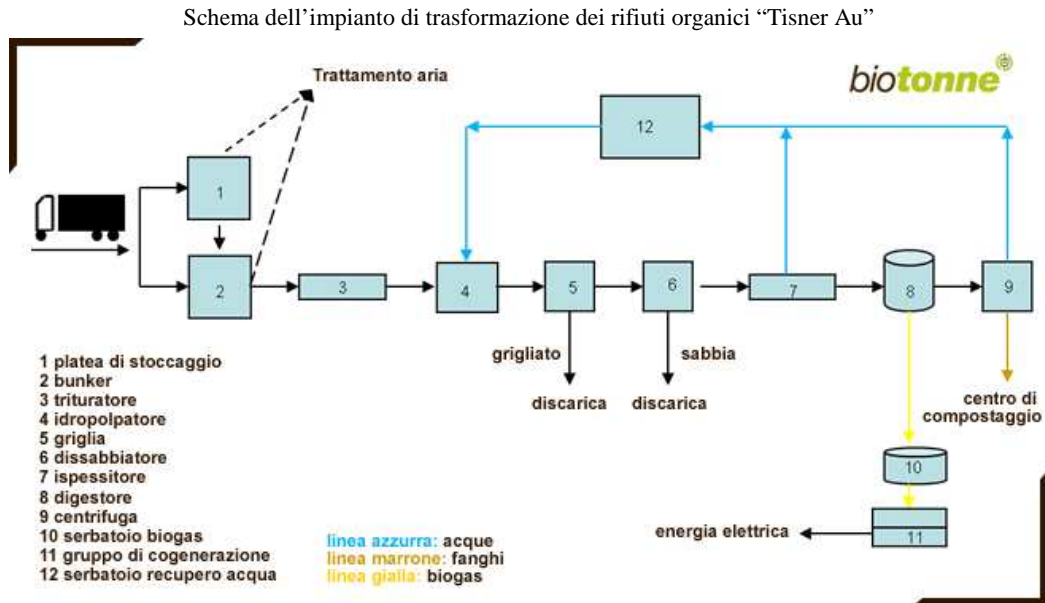 Schema dell’impianto di trasformazione dei rifiuti organici “Tisner Au”
Trattamento aria
biotonne
12
1
2
3
4
5
6
7
8
9
grigliato
sabbia
discarica
discarica
centro di
compostaggio
10
energia elettrica
11
1 platea di stoccaggio
2 bunker
3 trituratore
4 idropolpatore
5 griglia
6 dissabbiatore
7 ispessitore
8 digestore
9 centrifuga
10 serbatoio biogas
11 gruppo di cogenerazione
12 serbatoio recupero acqua
linea azzurra: acque
linea marrone: fanghi
linea gialla: biogas